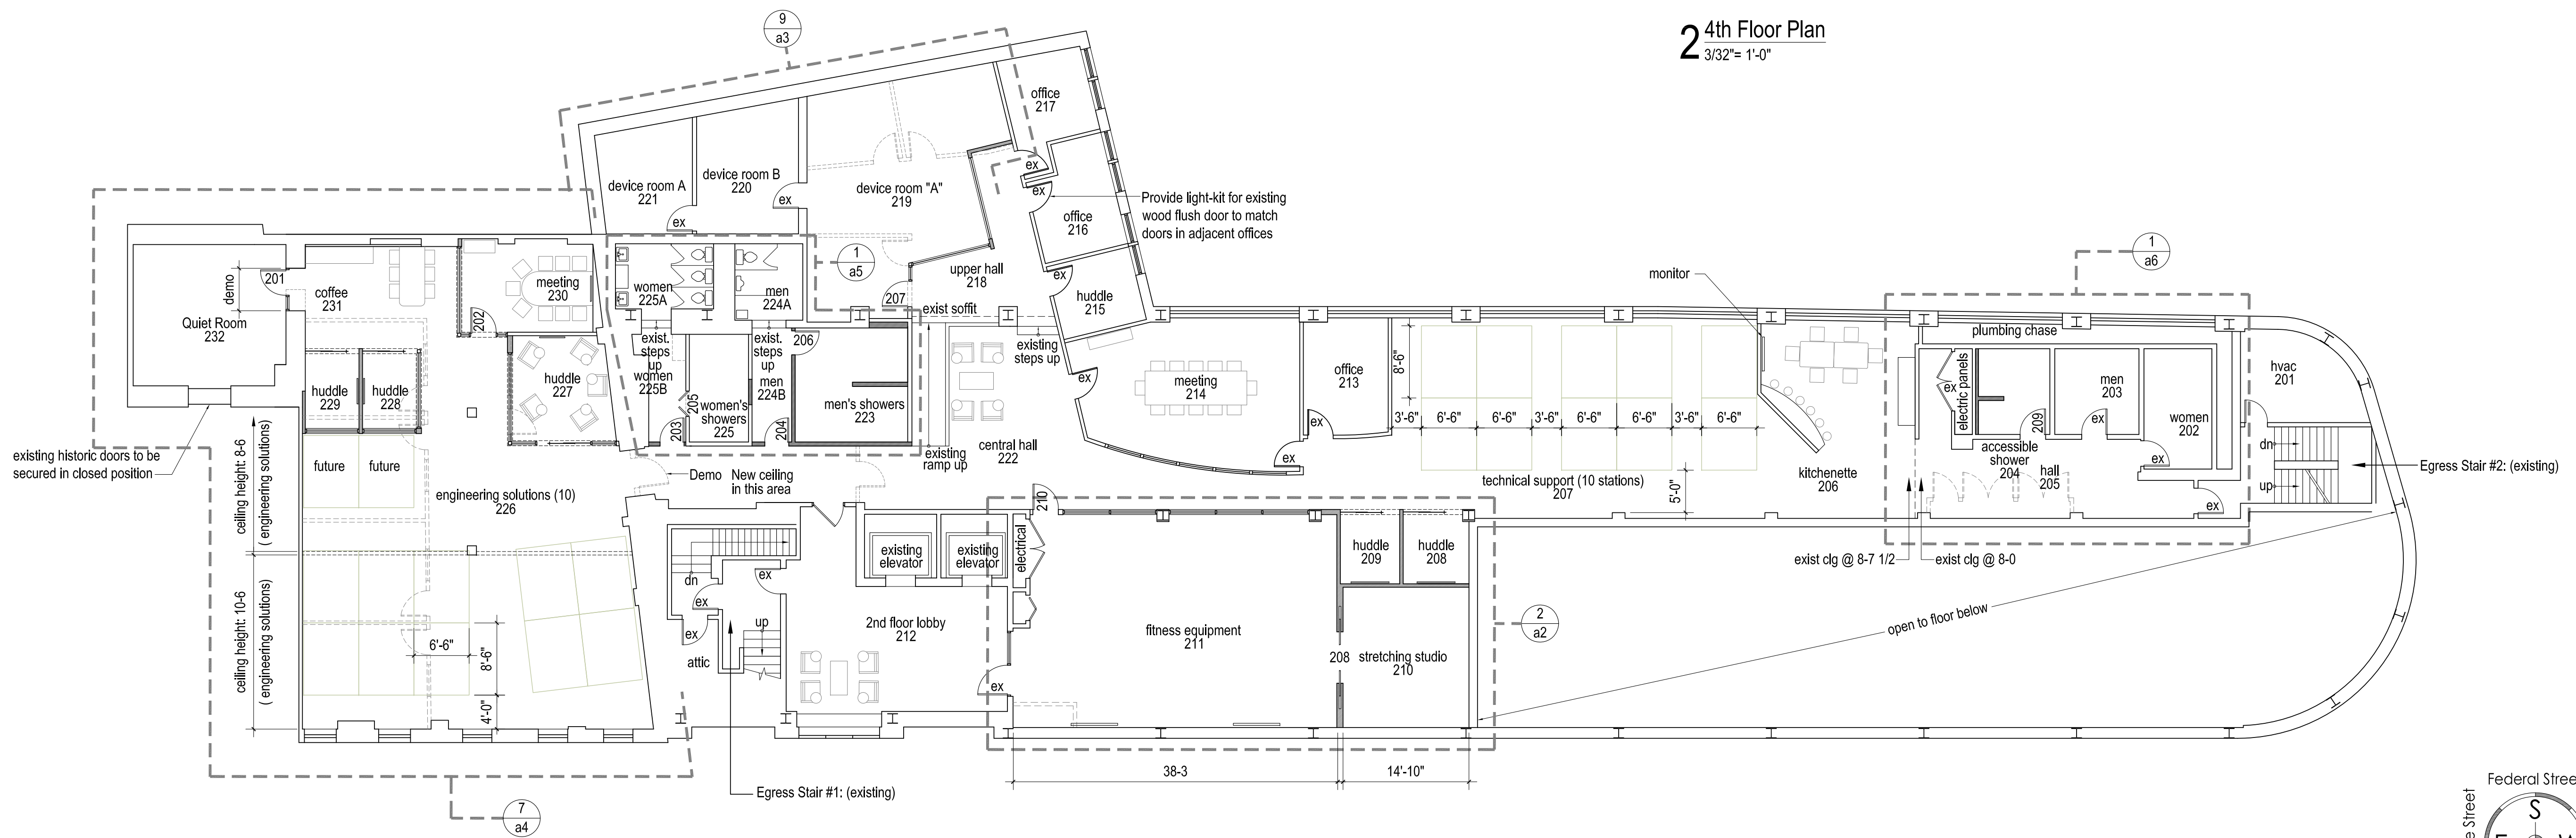 9
a3
2 4th Floor Plan
3/32"= 1'-0"
office
217
device room A
221
device room B
220
device room "A"
219
ex
ex
ex
ex
office
216
Provide light-kit for existing
wood flush door to match
doors in adjacent offices
1
a5
1
a6
demo
201
coffee
231
Quiet Room
232
meeting
230
202
women
225A
men
224A
207
upper hall
218
exist soffit
ex
huddle
215
monitor
plumbing chase
hvac
201
huddle
229
huddle
228
huddle
227
exist.
steps
up
women
225B
205
women's
showers
225
203
exist.
steps
up
men
224B
204
206
men's showers
223
existing
steps up
existing
ramp up
central hall
222
ex
meeting
214
ex
office
213
ex
8'-6"
3'-6"
6'-6"
6'-6"
3'-6"
6'-6"
6'-6"
3'-6"
6'-6"
technical support (10 stations)
207
5'-0"
kitchenette
206
electric panels
ex
209
accessible
shower
204
men
203
ex
women
202
ex
hall
205
ex
dn
up
Egress Stair #2: (existing)
existing historic doors to be
secured in closed position
ceiling height: 8-6
( engineering solutions)
future
future
engineering solutions (10)
226
Demo
New ceiling
in this area
210
exist clg @ 8-7 1/2
exist clg @ 8-0
existing
elevator
existing
elevator
electrical
huddle
209
huddle
208
dn
ex
ex
ex
up
attic
ceiling height: 10-6
( engineering solutions)
6'-6"
8'-6"
4'-0"
2nd floor lobby
212
ex
fitness equipment
211
208
stretching studio
210
2
a2
open to floor below
38-3
14'-10"
Egress Stair #1: (existing)
7
a4
Federal Stree
e Street
S